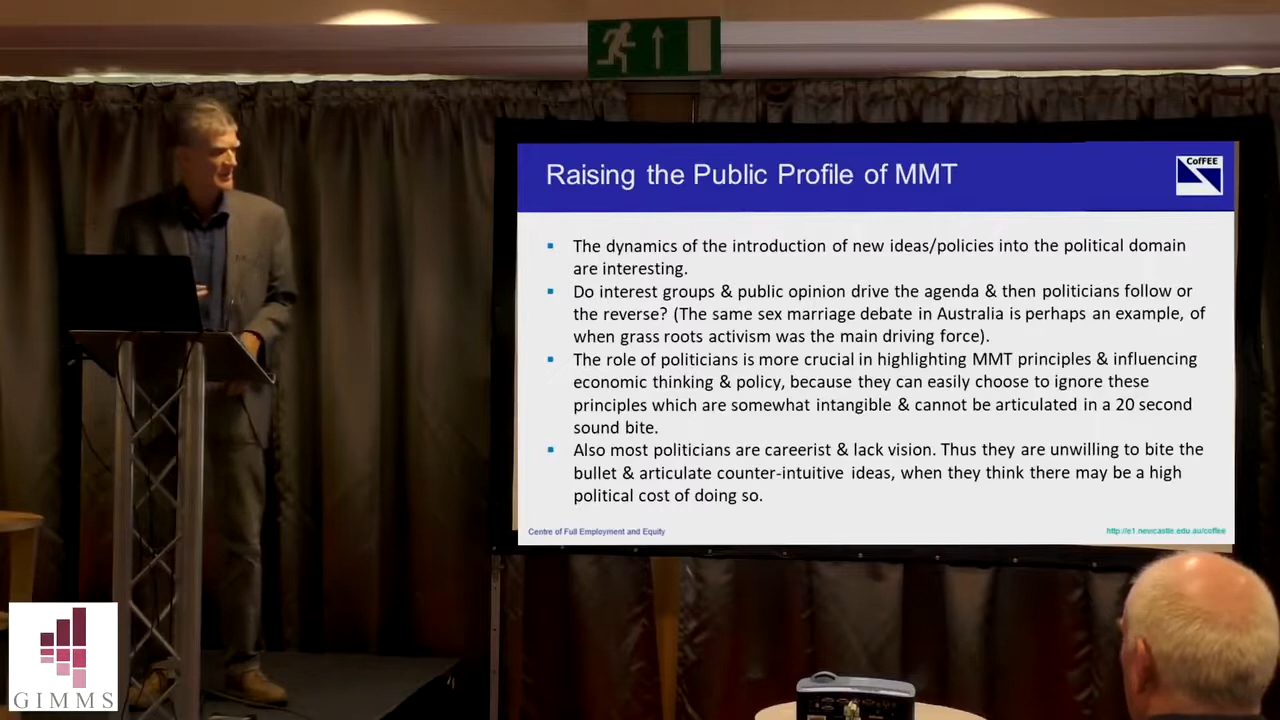 Raising the Public Profile of MMT
CofFEE
The dynamics of the introduction of new ideas/policies into the political domain
are interesting.
Do interest groups & public opinion drive the agenda & then politicians follow or
the reverse? (The same sex marriage debate in Australia is perhaps an example, of
when grass roots activism was the main driving force).
The role of politicians is more crucial in highlighting MMT principles & influencing
economic thinking & policy, because they can easily choose to ignore these
principles which are somewhat intangible & cannot be articulated in a 20 second
sound bite.
Also most politicians are careerist & lack vision. Thus they are unwilling to bite the
bullet & articulate counter-intuitive ideas, when they think there may be a high
political cost of doing so.
Centre of Full Employment and Equity
http://e1.newcastle.edu.au/coffee
GIMMS